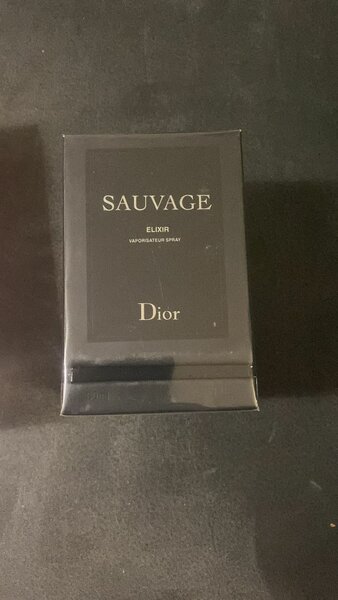 SAUVAGE
ELIXIR
VAPORISATEUR SPRAY
Dior